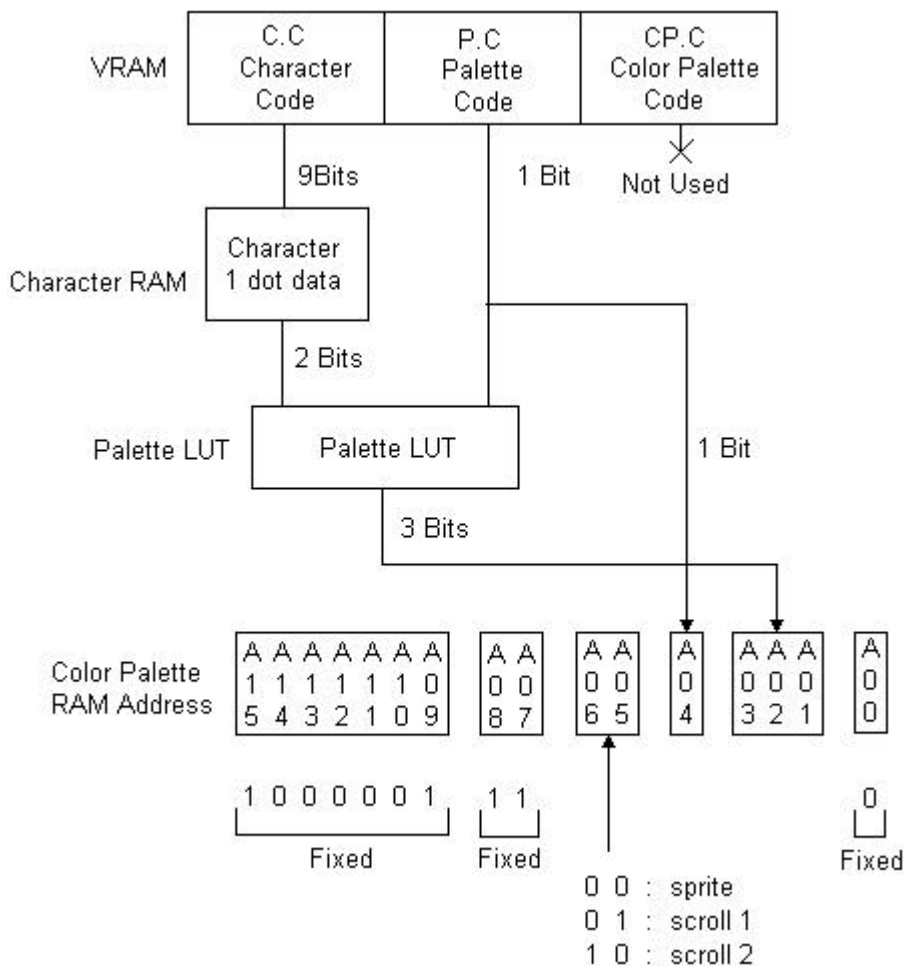 VRAM
C.C
Character
Code
P.C
Palette
Code
CP.C
Color Palette
Code
9Bits
1 Bit
Not Used
Character RAM
Character
1 dot data
2 Bits
Palette LUT
Palette LUT
1 Bit
3 Bits
Color Palette
RAM Address
A A A A A A A A A A A A A A A A
1 1 1 1 1 1 0 0 0 0 0 0 0 0 0 0
5 4 3 2 1 0 9 8 7 6 5 4 3 2 1 0
1 0 0 0 0 0 1 1 1 0
Fixed Fixed Fixed
0 0 : sprite
0 1 : scroll 1
1 0 : scroll 2